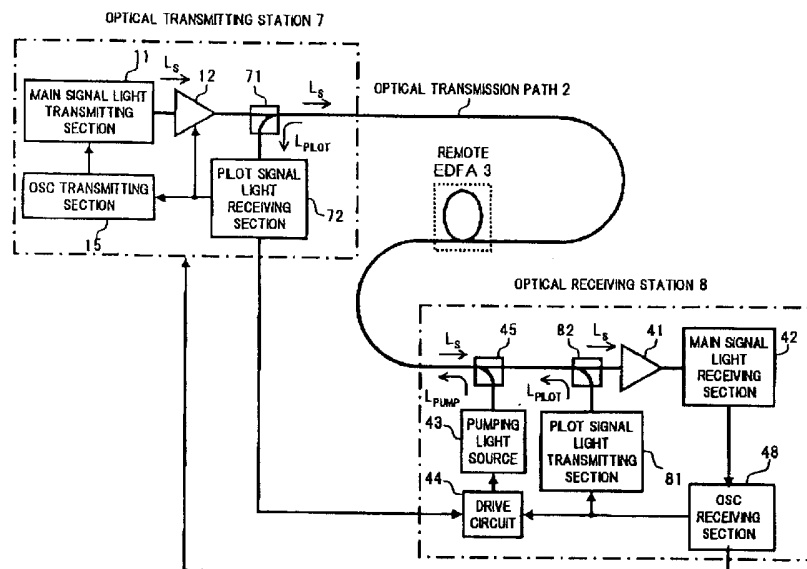 OPTICAL TRANSMITTING STATION 7
11
LS
12
71
LS
MAIN SIGNAL LIGHT
TRANSMITTING
SECTION
OPTICAL TRANSMISSION PATH 2
LPILOT
OSC TRANSMITTING
SECTION
15
PILOT SIGNAL
LIGHT
RECEIVING
SECTION
72
REMOTE
EDFA 3
OPTICAL RECEIVING STATION 8
LS
45
82
LS
41
MAIN SIGNAL
LIGHT
RECEIVING
SECTION
42
LPUMP
LPILOT
43
PUMPING
LIGHT
SOURCE
PILOT SIGNAL
LIGHT
TRANSMITTING
SECTION
81
44
DRIVE
CIRCUIT
48
OSC
RECEIVING
SECTION